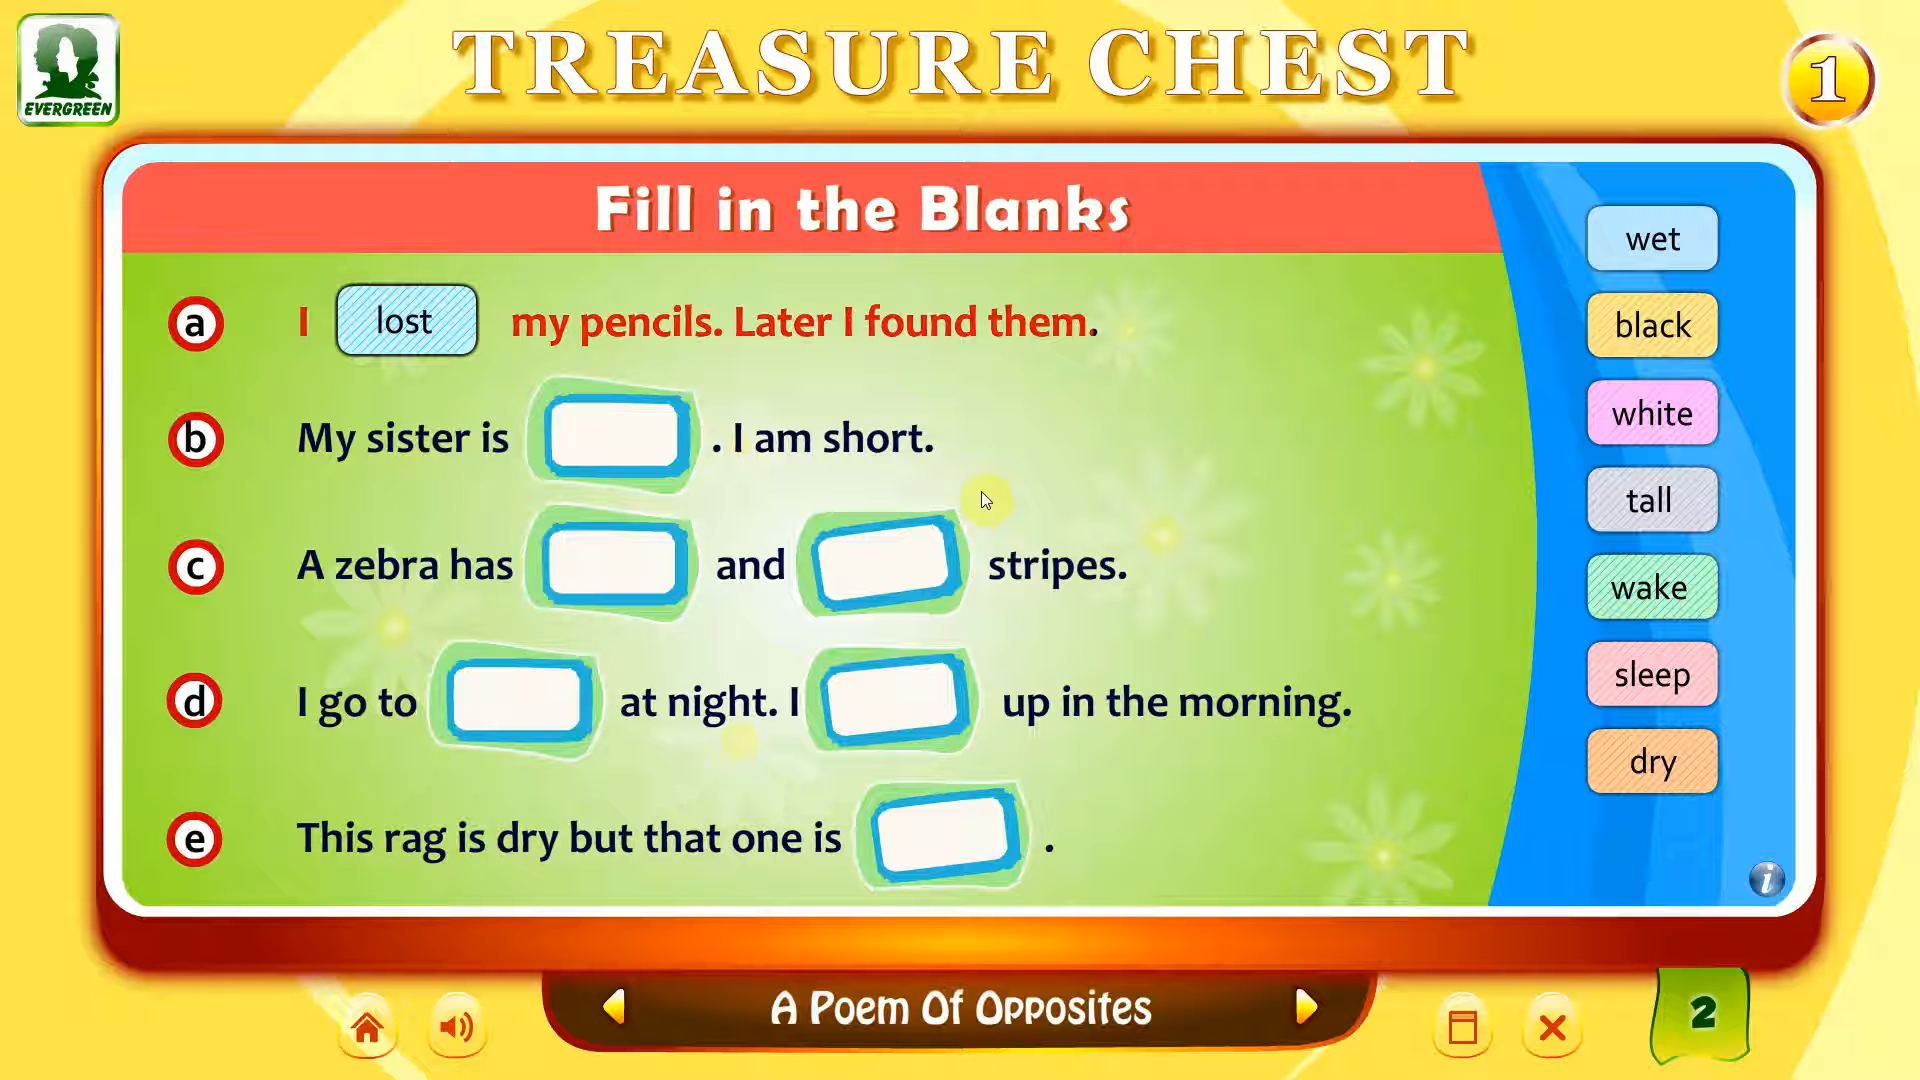 EVERGREEN
TREASURE CHEST
1
Fill in the Blanks
a I lost my pencils. Later I found them.
b My sister is . I am short.
c A zebra has and stripes.
d I go to at night. I up in the morning.
e This rag is dry but that one is .
wet
black
white
tall
wake
sleep
dry
i
A Poem Of Opposites
2